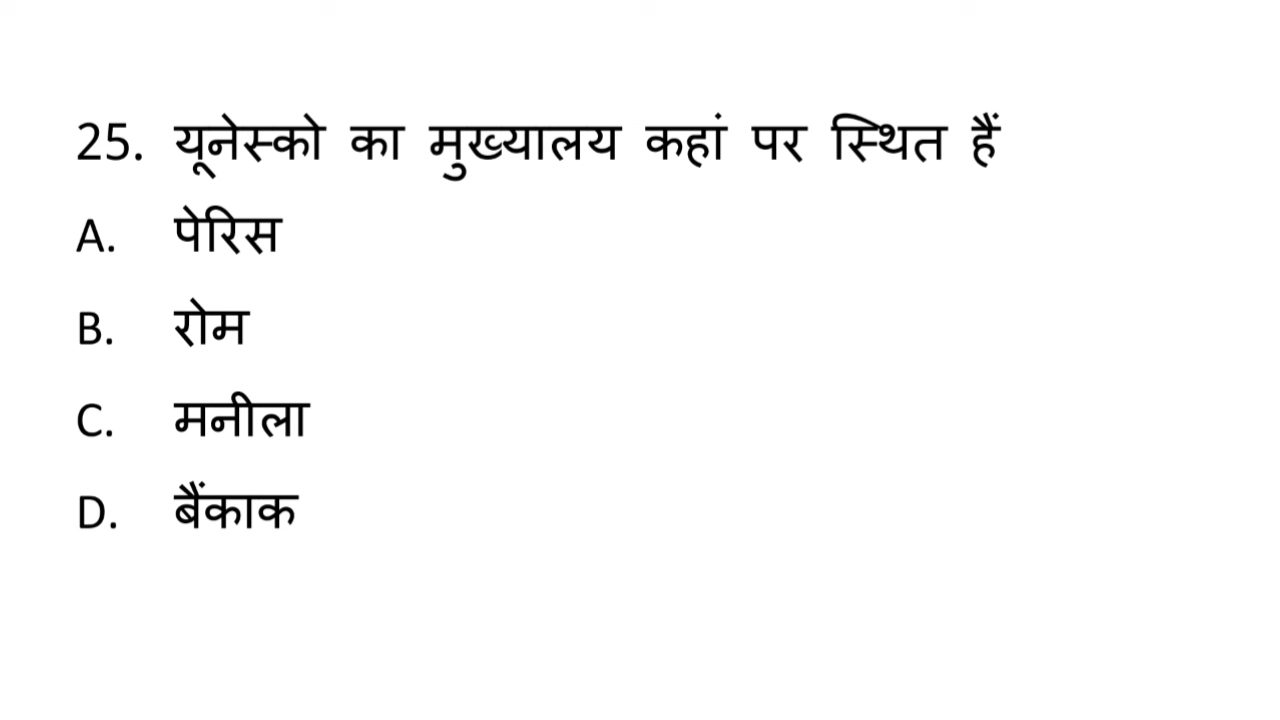 25. यूनेस्को का मुख्यालय कहां पर स्थित हैं
A. पेरिस
B. रोम
C. मनीला
D. बैंकाक